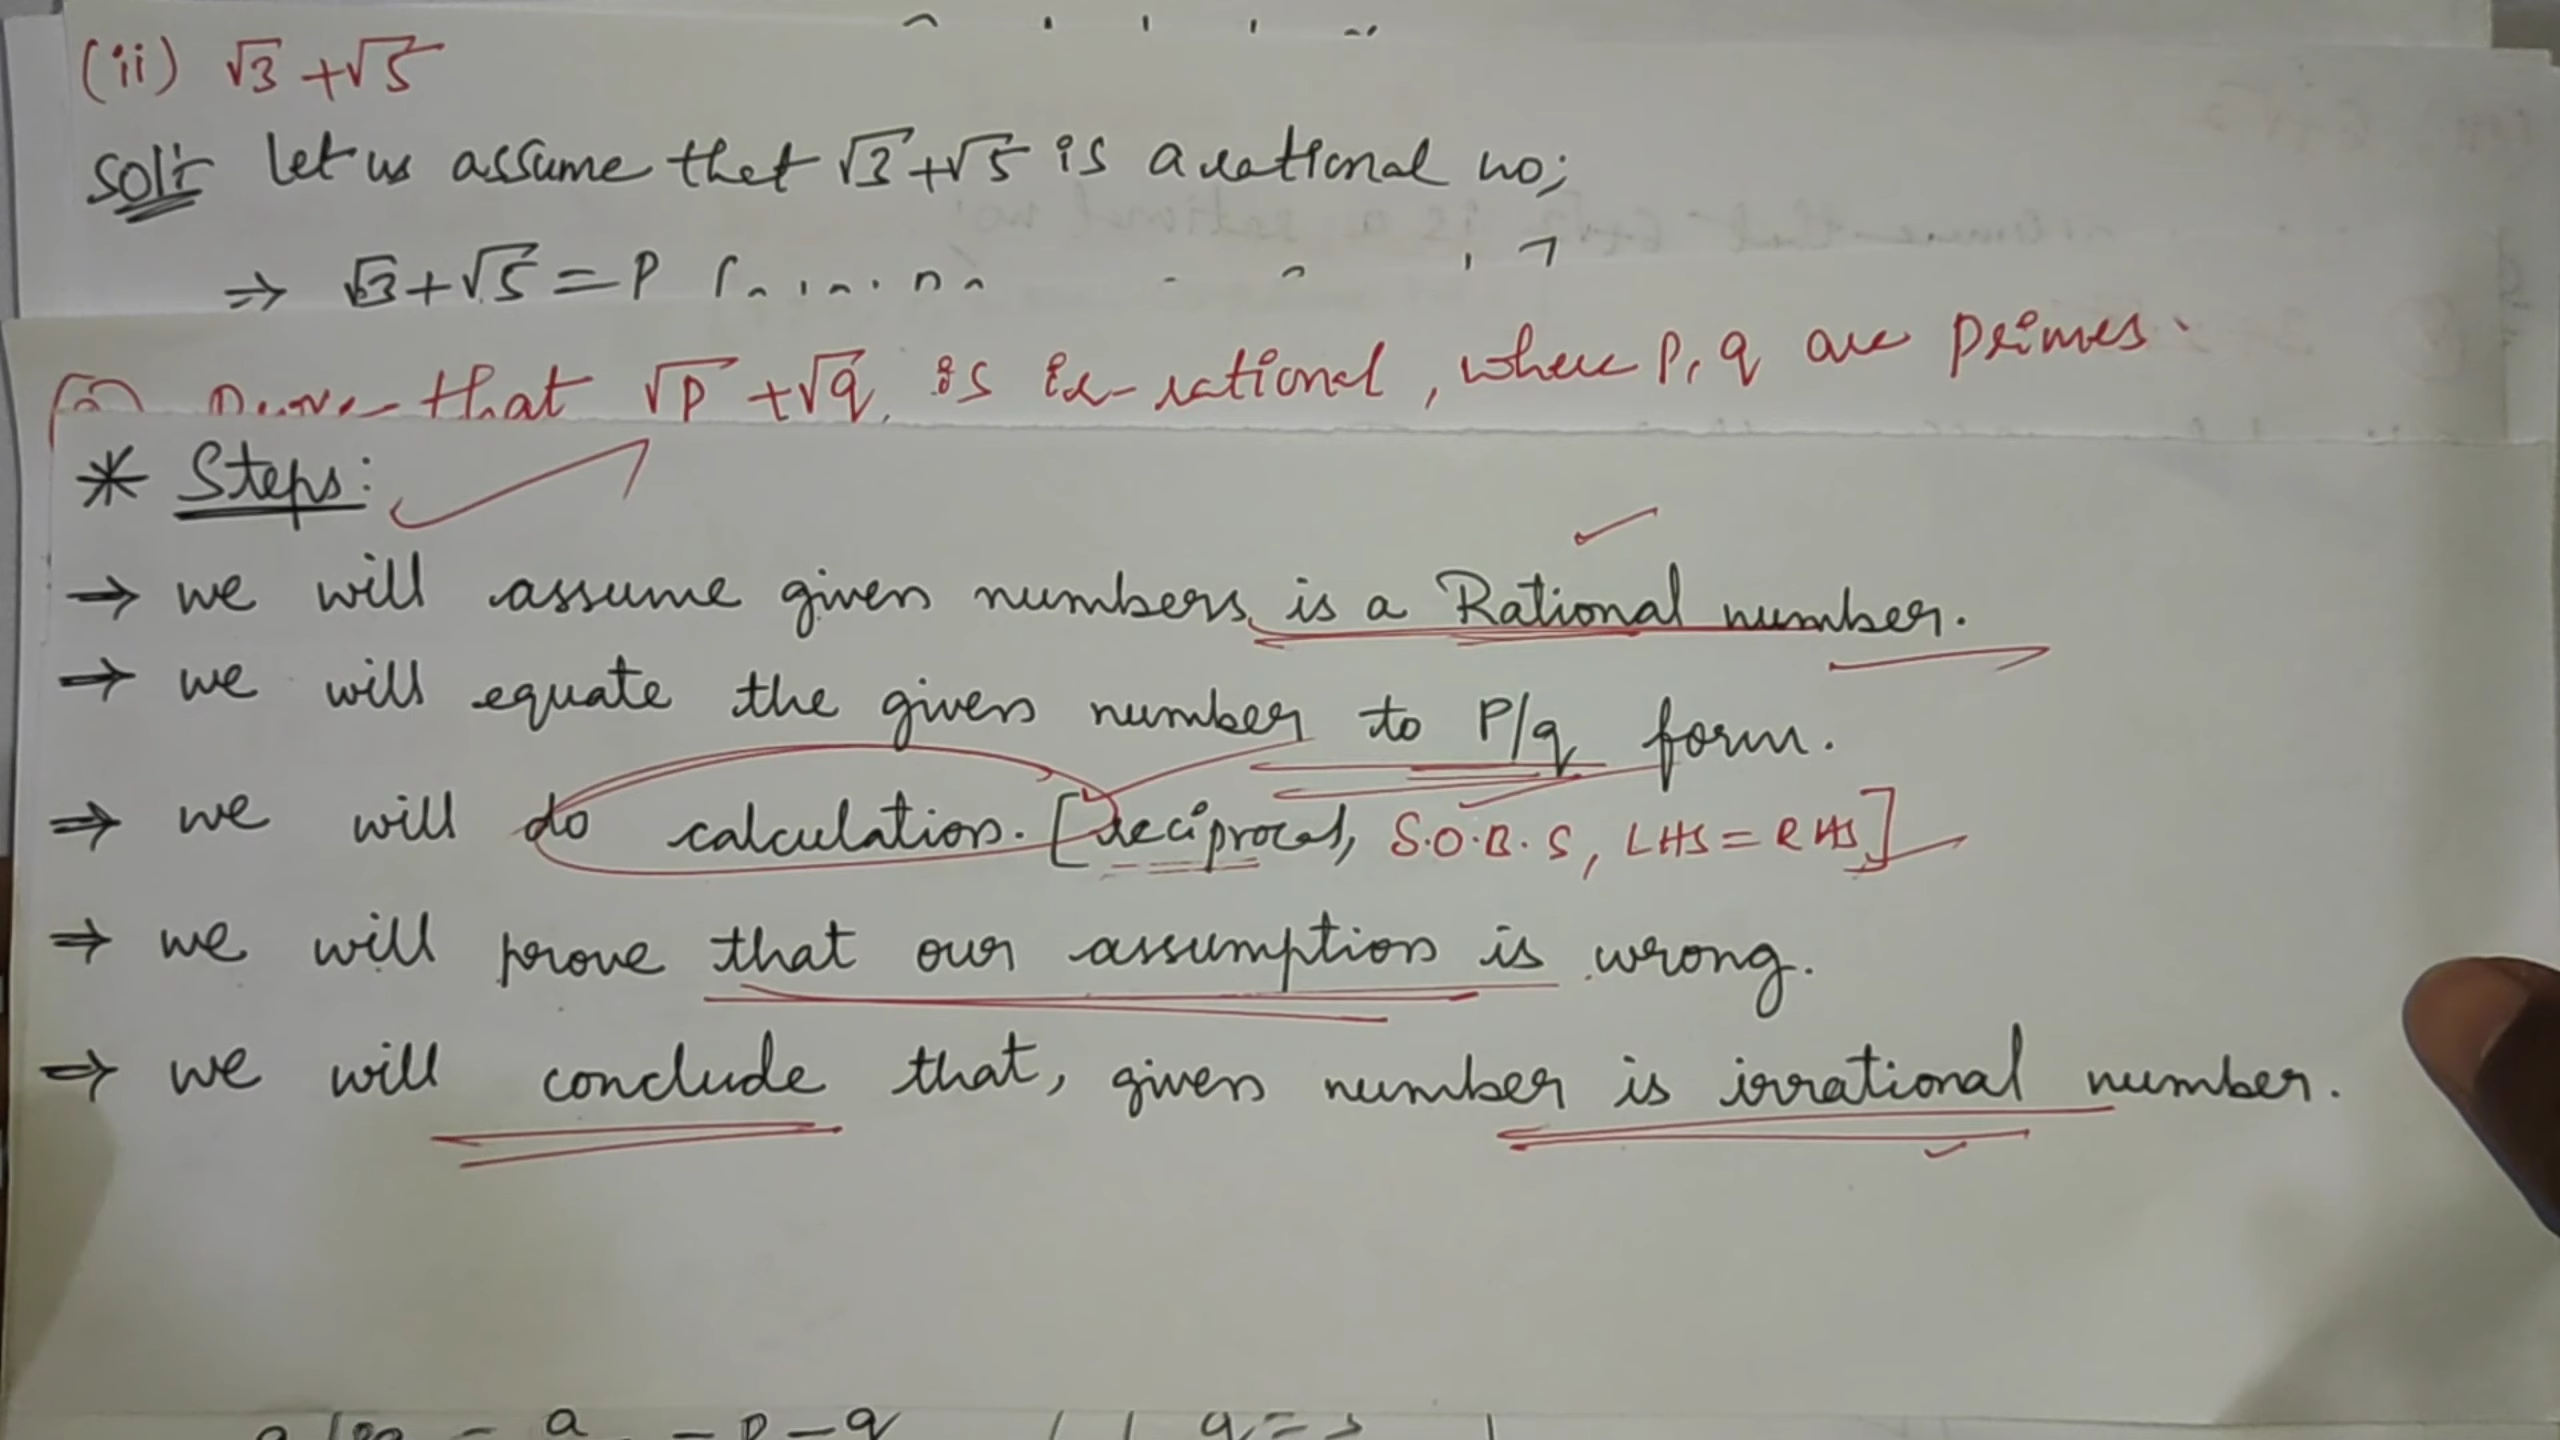 (ii) √3 + √5
Sol: Let us assume that √3 + √5 is a rational no;
⇒ √3 + √5 = P
that √p + √q is ir-rational, where p, q are primes.
* Steps:
→ we will assume given numbers is a Rational number.
→ we will equate the given number to P/q form.
⇒ we will do calculation. [reciprocal, S.O.B.S, LHS = RHS]
⇒ we will prove that our assumption is wrong.
⇒ we will conclude that, given number is irrational number.